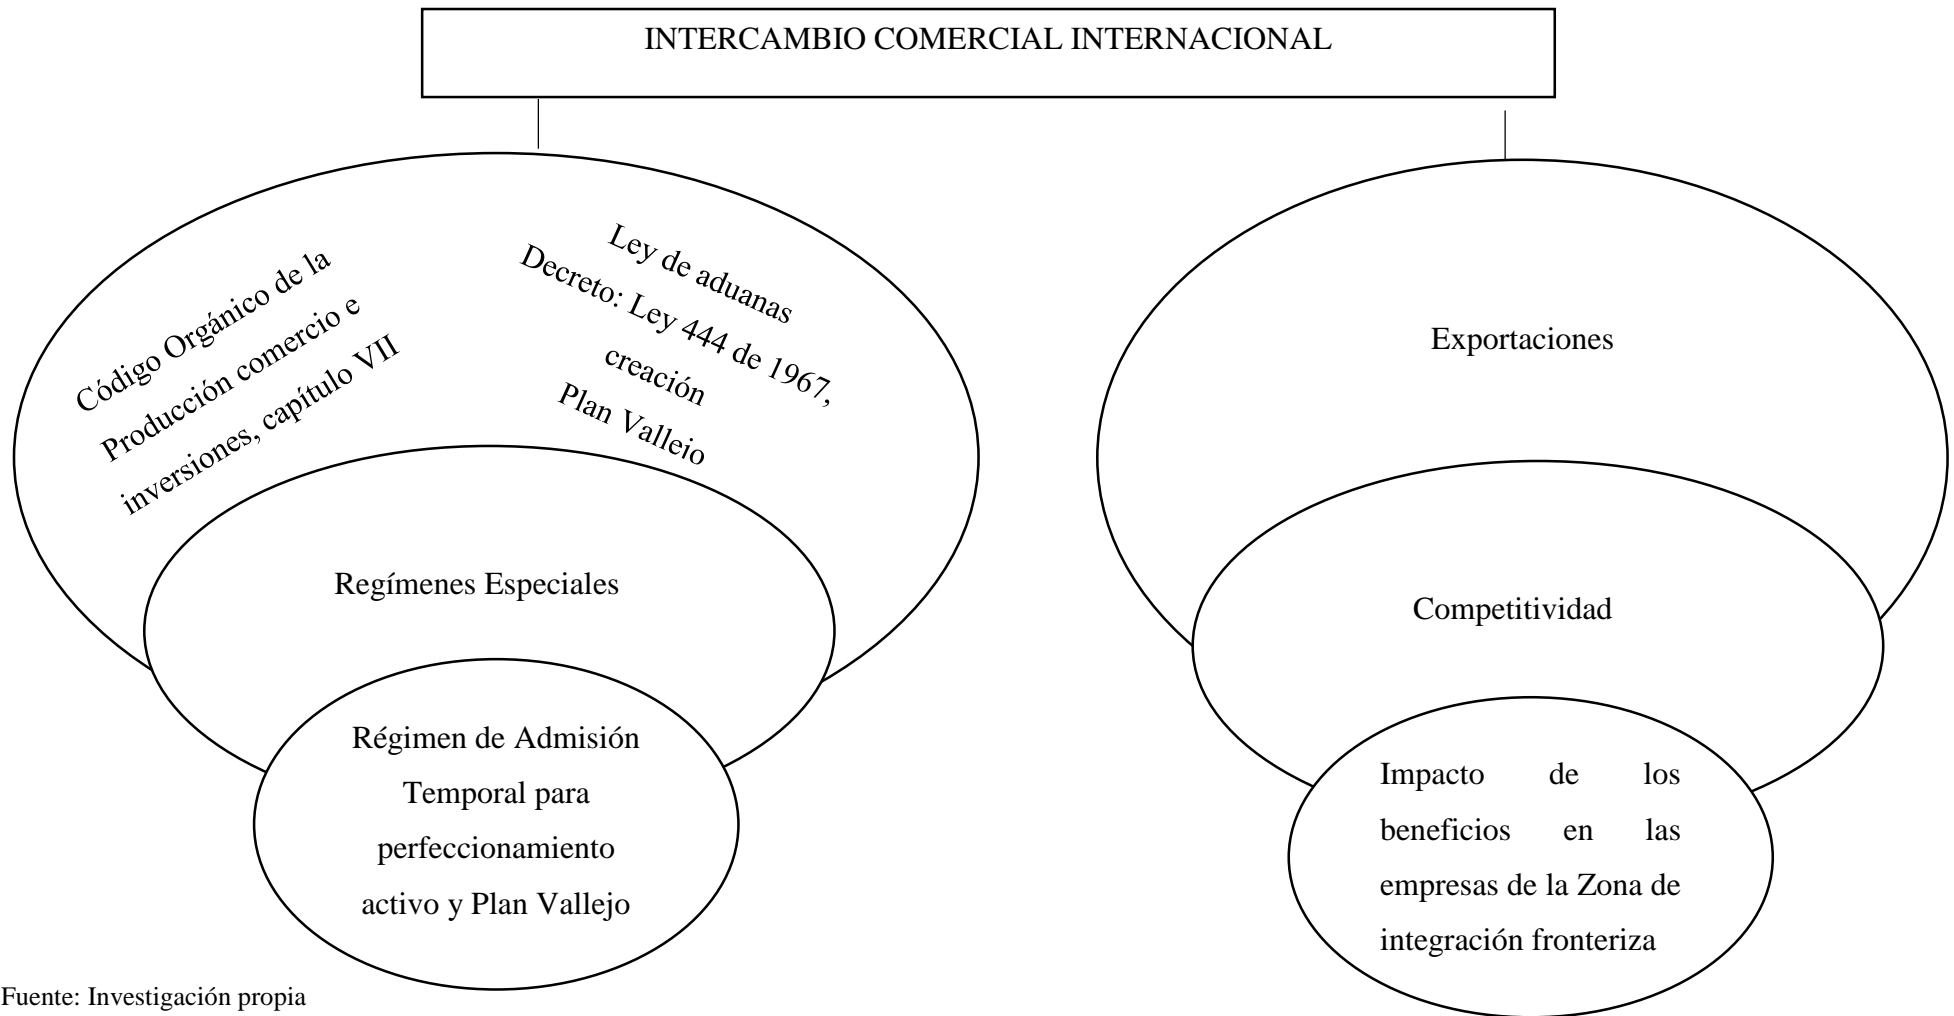 INTERCAMBIO COMERCIAL INTERNACIONAL
Código Orgánico de la
Producción comercio e
inversiones, capítulo VII
Ley de aduanas
Decreto: Ley 444 de 1967,
creación
Plan Vallejo
Regímenes Especiales
Régimen de Admisión
Temporal para
perfeccionamiento
activo y Plan Vallejo
Exportaciones
Competitividad
Impacto de los
beneficios en las
empresas de la Zona de
integración fronteriza
Fuente: Investigación propia